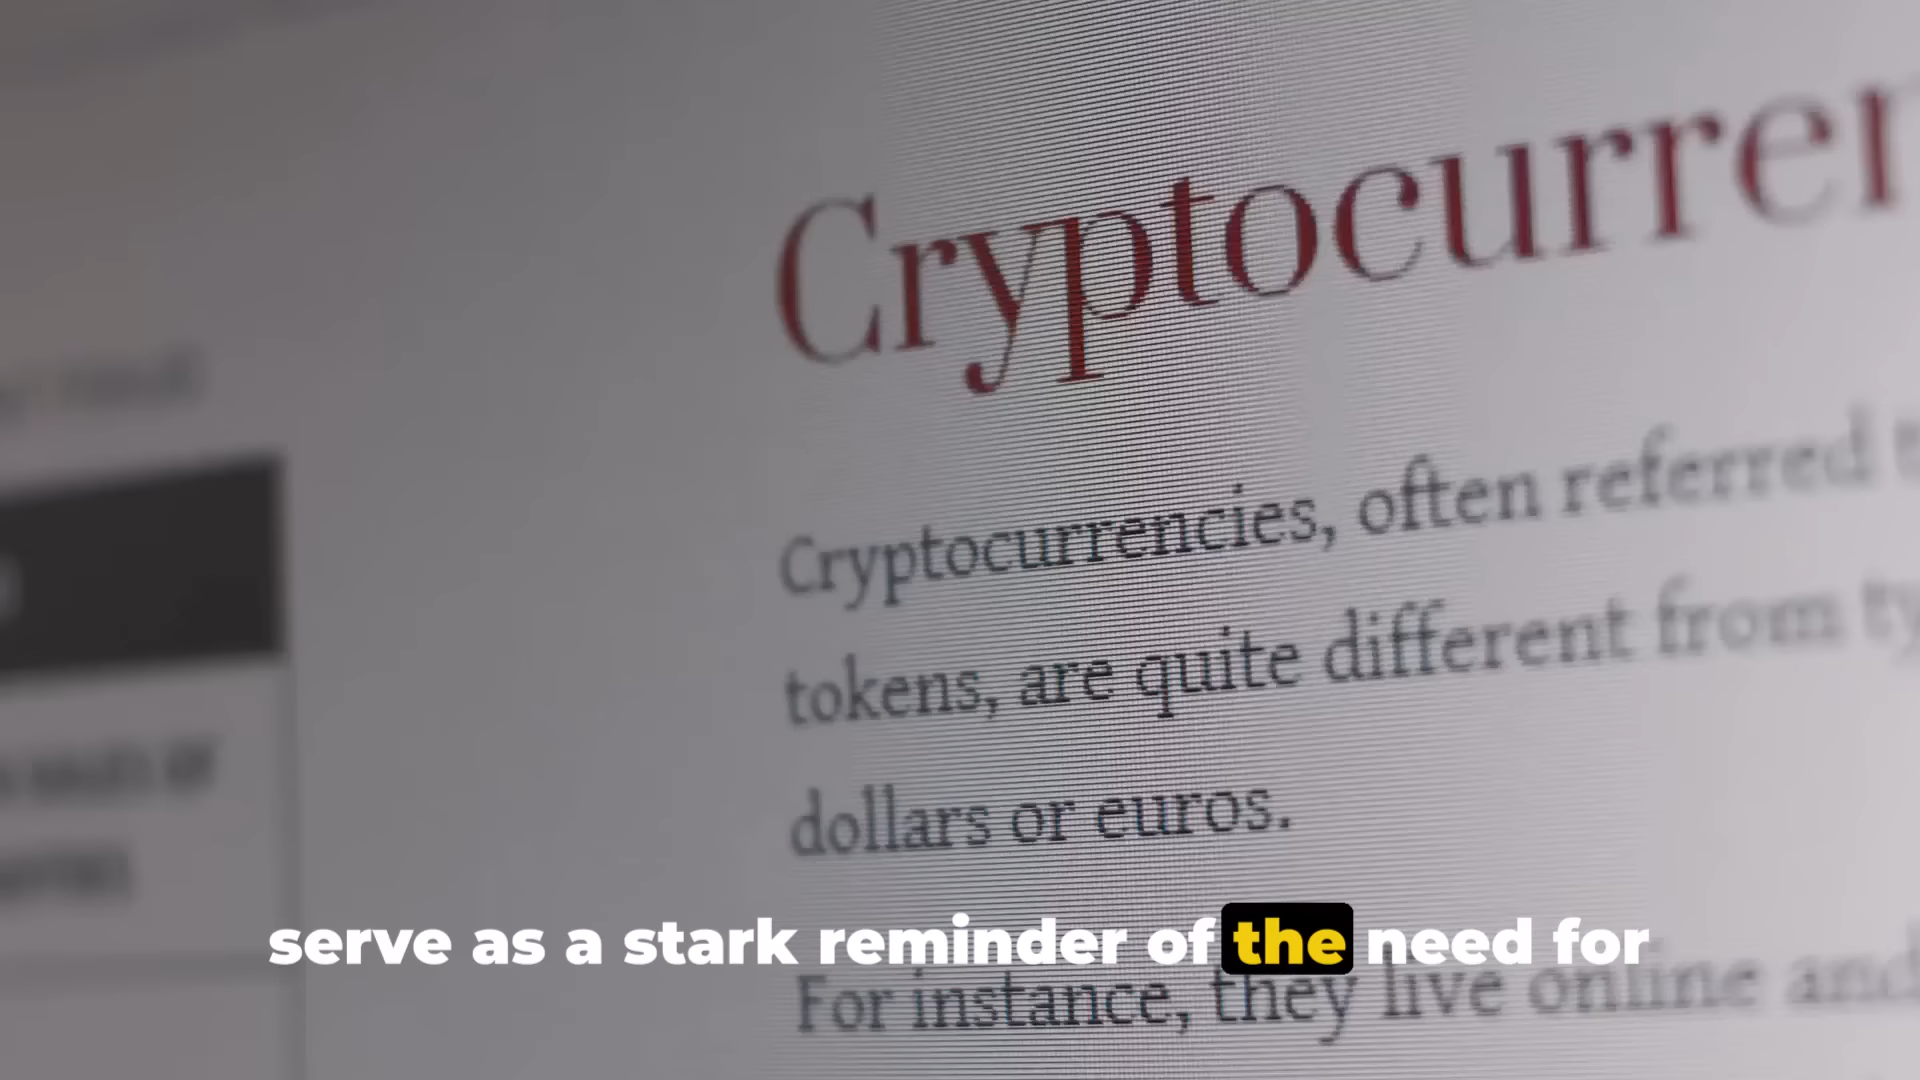 Cryptocurren
Cryptocurrencies, often referred
tokens, are quite different from
dollars or euros.
serve as a stark reminder of the need for
For instance, they live online and